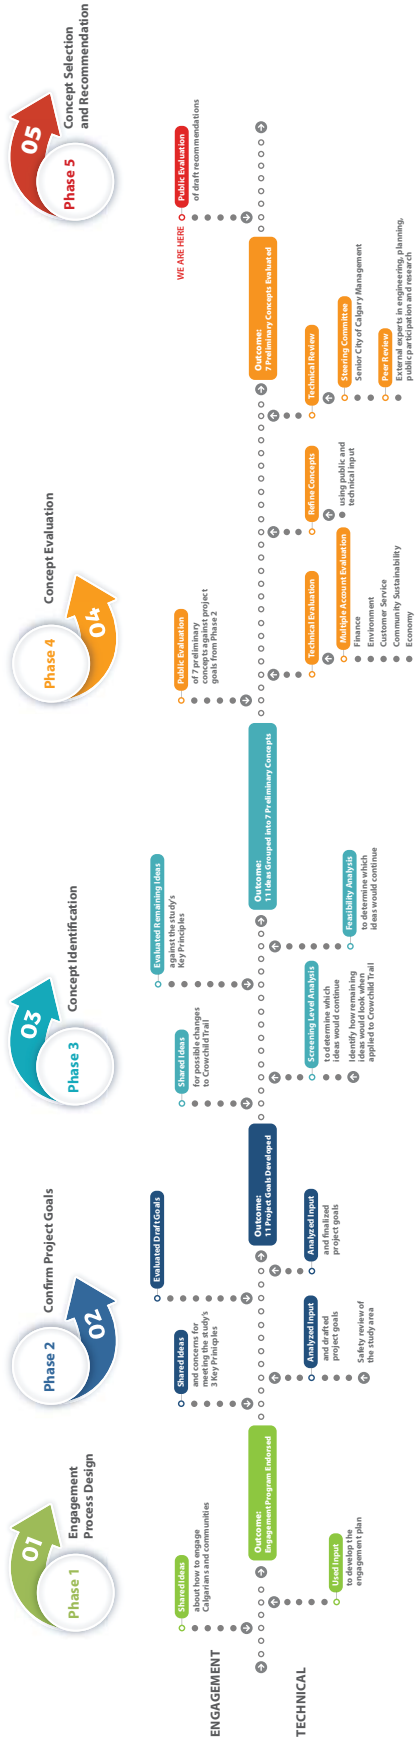 01
Phase 1
Engagement
Process Design
02
Phase 2
Confirm Project Goals
03
Phase 3
Concept Identification
04
Phase 4
Concept Evaluation
05
Phase 5
Concept Selection
and Recommendation
ENGAGEMENT
Shared Ideas
about how to engage
Calgarians and communities
Shared Ideas
and concerns for
meeting the study's
3 Key Prinicples
Evaluated Draft Goals
Shared Ideas
for possible changes
to Crowchild Trail
Evaluated Remaining Ideas
against the study's
Key Principles
Public Evaluation
of 7 preliminary
concepts against project
goals from Phase 2
WE ARE HERE
Public Evaluation
of draft recommendations
Outcome:
Engagement Program Endorsed
Outcome:
11 Project Goals Developed
Outcome:
11 Ideas Grouped into 7 Preliminary Concepts
Outcome:
7 Preliminary Concepts Evaluated
TECHNICAL
Used Input
to develop the
engagement plan
Analyzed Input
and drafted
project goals
Safety review of
the study area
Analyzed Input
and finalized
project goals
Screening Level Analysis
to determine which
ideas would continue
Identify how remaining
ideas would look when
applied to Crowchild Trail
Feasibility Analysis
to determine which
ideas would continue
Technical Evaluation
Multiple Account Evaluation
Finance
Environment
Customer Service
Community Sustainability
Economy
Refine Concepts
using public and
technical input
Technical Review
Steering Committee
Senior City of Calgary Management
Peer Review
External experts in engineering, planning,
public participation and research